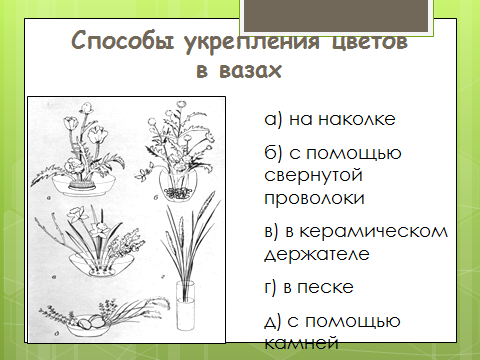 Способы укрепления цветов
в вазах
а) на наколке
б) с помощью
свернутой
проволоки
в) в керамическом
держателе
г) в песке
д) с помощью
камней
а
б
в
г
д